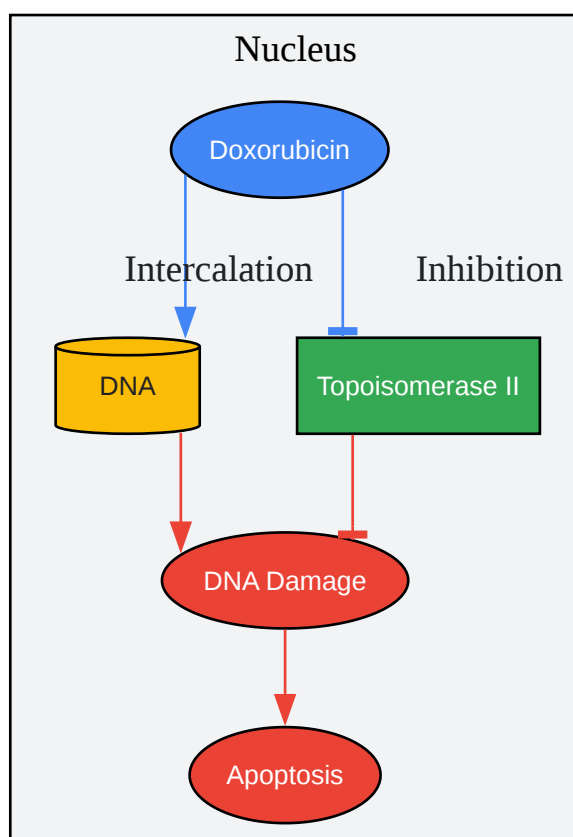 Nucleus
Doxorubicin
Intercalation
Inhibition
DNA
Topoisomerase II
DNA Damage
Apoptosis